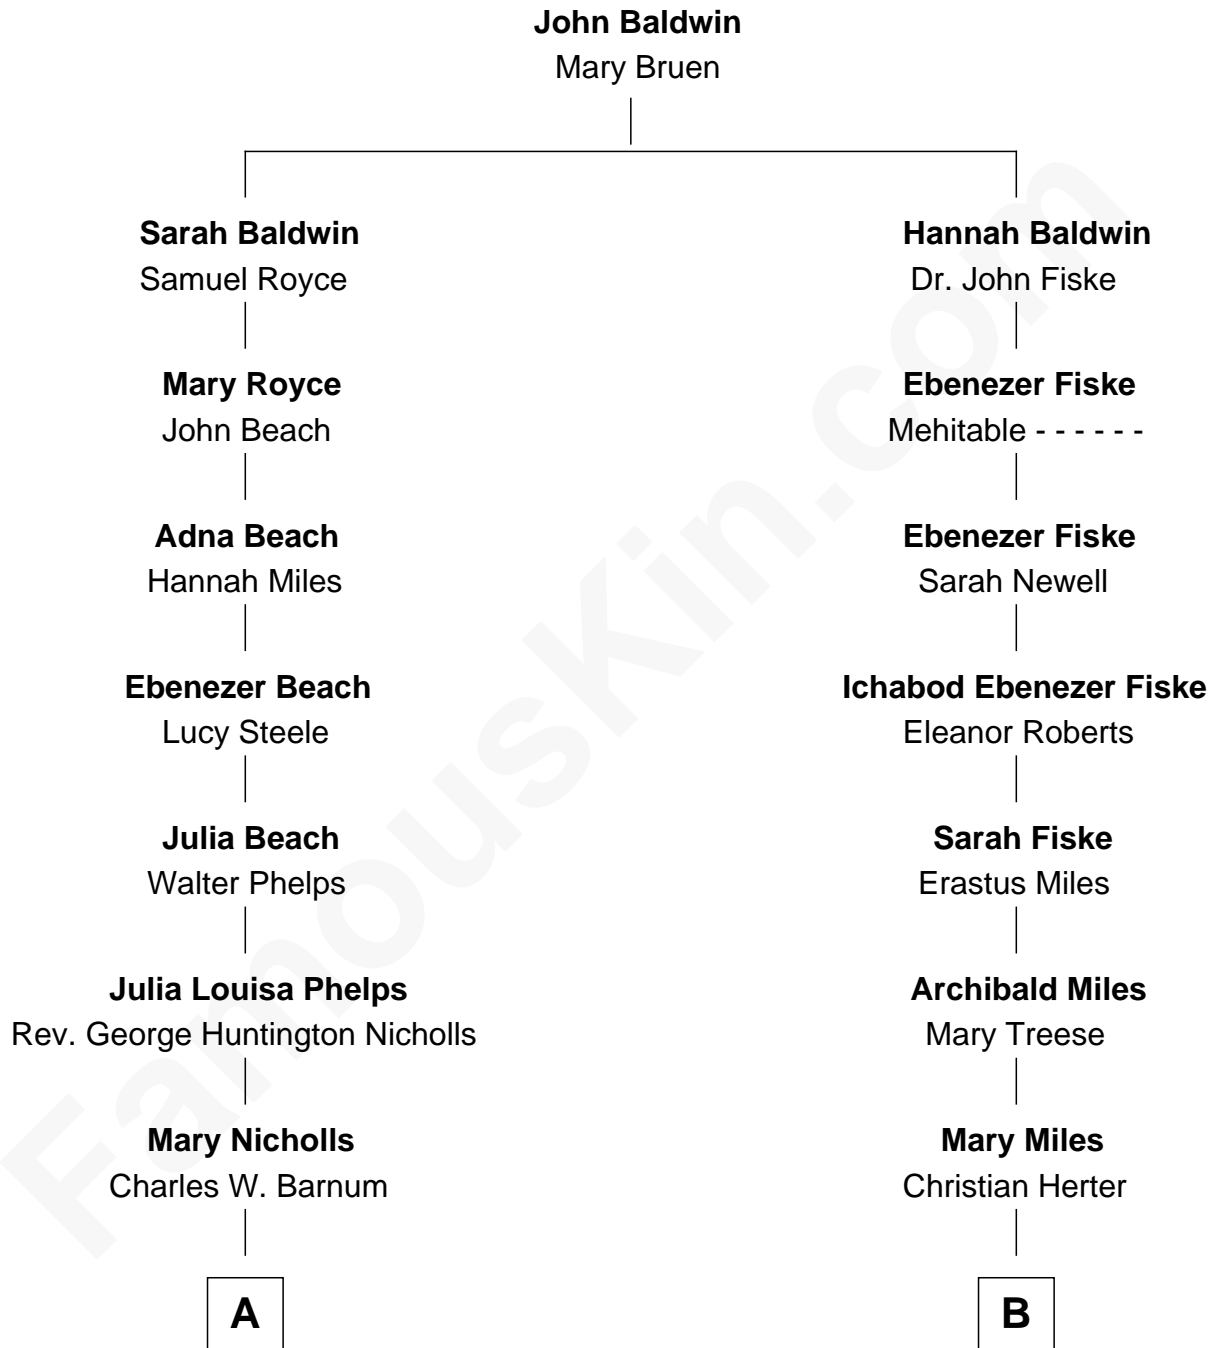 John Baldwin
Mary Bruen
Sarah Baldwin
Samuel Royce
Hannah Baldwin
Dr. John Fiske
Mary Royce
John Beach
Ebenezer Fiske
Mehitable - - - - - -
Adna Beach
Hannah Miles
Ebenezer Fiske
Sarah Newell
Ebenezer Beach
Lucy Steele
Ichabod Ebenezer Fiske
Eleanor Roberts
Julia Beach
Walter Phelps
Sarah Fiske
Erastus Miles
Julia Louisa Phelps
Rev. George Huntington Nicholls
Archibald Miles
Mary Treese
Mary Nicholls
Charles W. Barnum
Mary Miles
Christian Herter
A
B
FamousKin.com